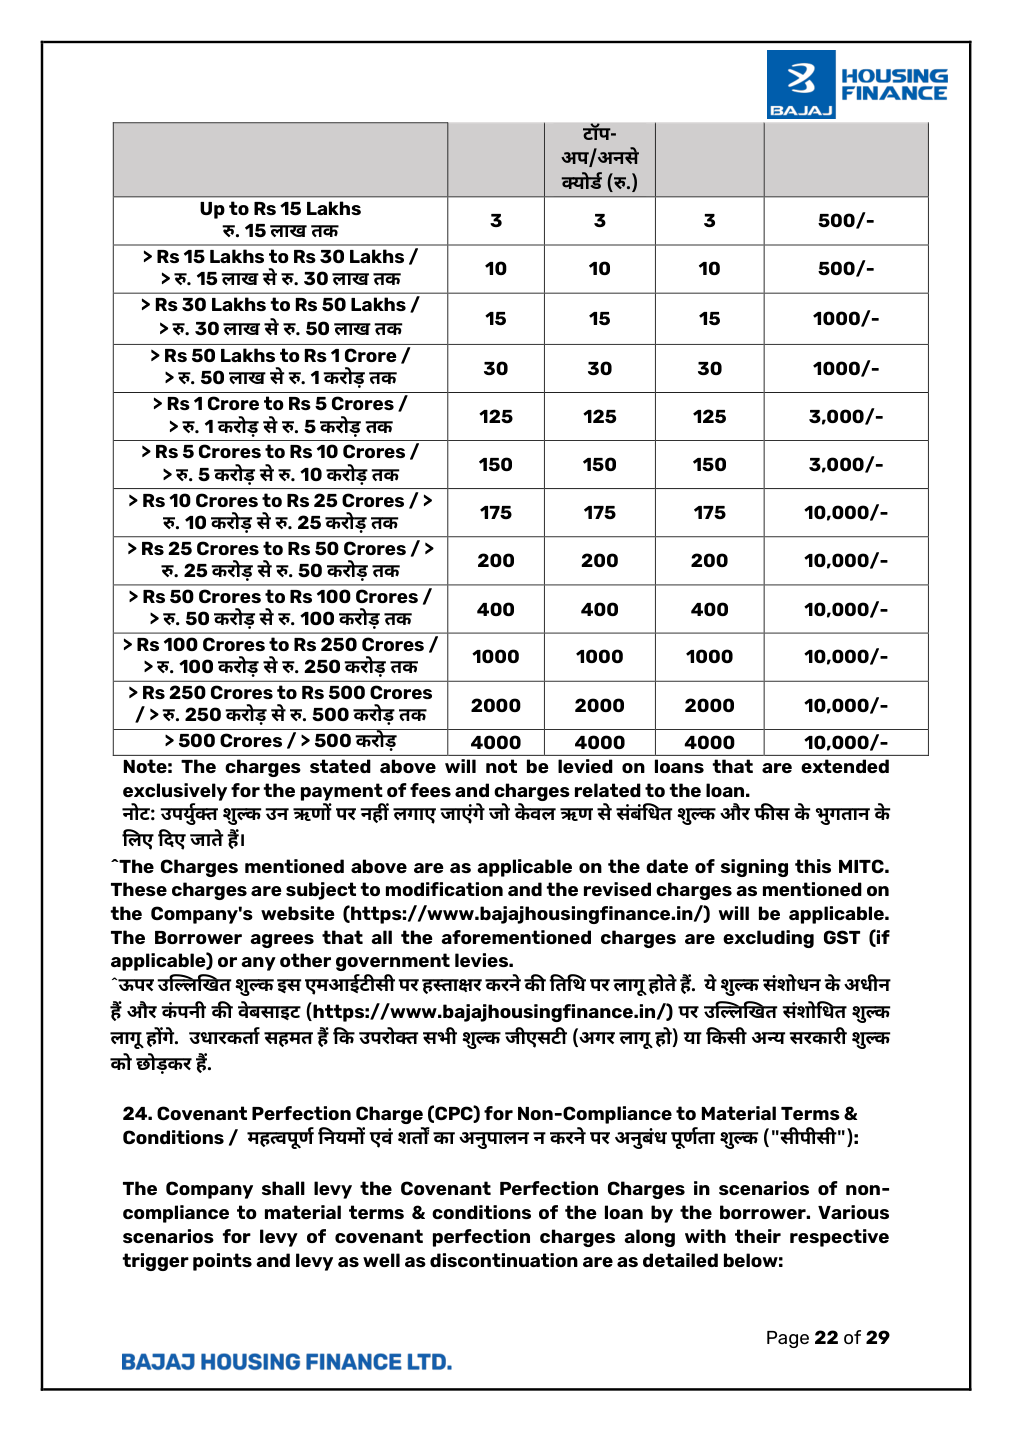 HOUSING
FINANCE
BAJAJ
टॉप-
अप/अनसे
क्योर्ड (रु.)
Up to Rs 15 Lakhs
रु. 15 लाख तक
3 3 3 500/-
> Rs 15 Lakhs to Rs 30 Lakhs /
> रु. 15 लाख से रु. 30 लाख तक
10 10 10 500/-
> Rs 30 Lakhs to Rs 50 Lakhs /
> रु. 30 लाख से रु. 50 लाख तक
15 15 15 1000/-
> Rs 50 Lakhs to Rs 1 Crore /
> रु. 50 लाख से रु. 1 करोड़ तक
30 30 30 1000/-
> Rs 1 Crore to Rs 5 Crores /
> रु. 1 करोड़ से रु. 5 करोड़ तक
125 125 125 3,000/-
> Rs 5 Crores to Rs 10 Crores /
> रु. 5 करोड़ से रु. 10 करोड़ तक
150 150 150 3,000/-
> Rs 10 Crores to Rs 25 Crores / >
रु. 10 करोड़ से रु. 25 करोड़ तक
175 175 175 10,000/-
> Rs 25 Crores to Rs 50 Crores / >
रु. 25 करोड़ से रु. 50 करोड़ तक
200 200 200 10,000/-
> Rs 50 Crores to Rs 100 Crores /
> रु. 50 करोड़ से रु. 100 करोड़ तक
400 400 400 10,000/-
> Rs 100 Crores to Rs 250 Crores /
> रु. 100 करोड़ से रु. 250 करोड़ तक
1000 1000 1000 10,000/-
> Rs 250 Crores to Rs 500 Crores
/ > रु. 250 करोड़ से रु. 500 करोड़ तक
2000 2000 2000 10,000/-
> 500 Crores / > 500 करोड़
4000 4000 4000 10,000/-
Note: The charges stated above will not be levied on loans that are extended
exclusively for the payment of fees and charges related to the loan.
नोट: उपर्युक्त शुल्क उन ऋणों पर नहीं लगाए जाएंगे जो केवल ऋण से संबंधित शुल्क और फीस के भुगतान के
लिए दिए जाते हैं।
^The Charges mentioned above are as applicable on the date of signing this MITC.
These charges are subject to modification and the revised charges as mentioned on
the Company's website (https://www.bajajhousingfinance.in/) will be applicable.
The Borrower agrees that all the aforementioned charges are excluding GST (if
applicable) or any other government levies.
^ऊपर उल्लिखित शुल्क इस एमआईटीसी पर हस्ताक्षर करने की तिथि पर लागू होते हैं. ये शुल्क संशोधन के अधीन
हैं और कंपनी की वेबसाइट (https://www.bajajhousingfinance.in/) पर उल्लिखित संशोधित शुल्क
लागू होंगे. उधारकर्ता सहमत हैं कि उपरोक्त सभी शुल्क जीएसटी (अगर लागू हो) या किसी अन्य सरकारी शुल्क
को छोड़कर हैं.
24. Covenant Perfection Charge (CPC) for Non-Compliance to Material Terms &
Conditions / महत्वपूर्ण नियमों एवं शर्तों का अनुपालन न करने पर अनुबंध पूर्णता शुल्क ("सीपीसी"):
The Company shall levy the Covenant Perfection Charges in scenarios of non-
compliance to material terms & conditions of the loan by the borrower. Various
scenarios for levy of covenant perfection charges along with their respective
trigger points and levy as well as discontinuation are as detailed below:
Page 22 of 29
BAJAJ HOUSING FINANCE LTD.